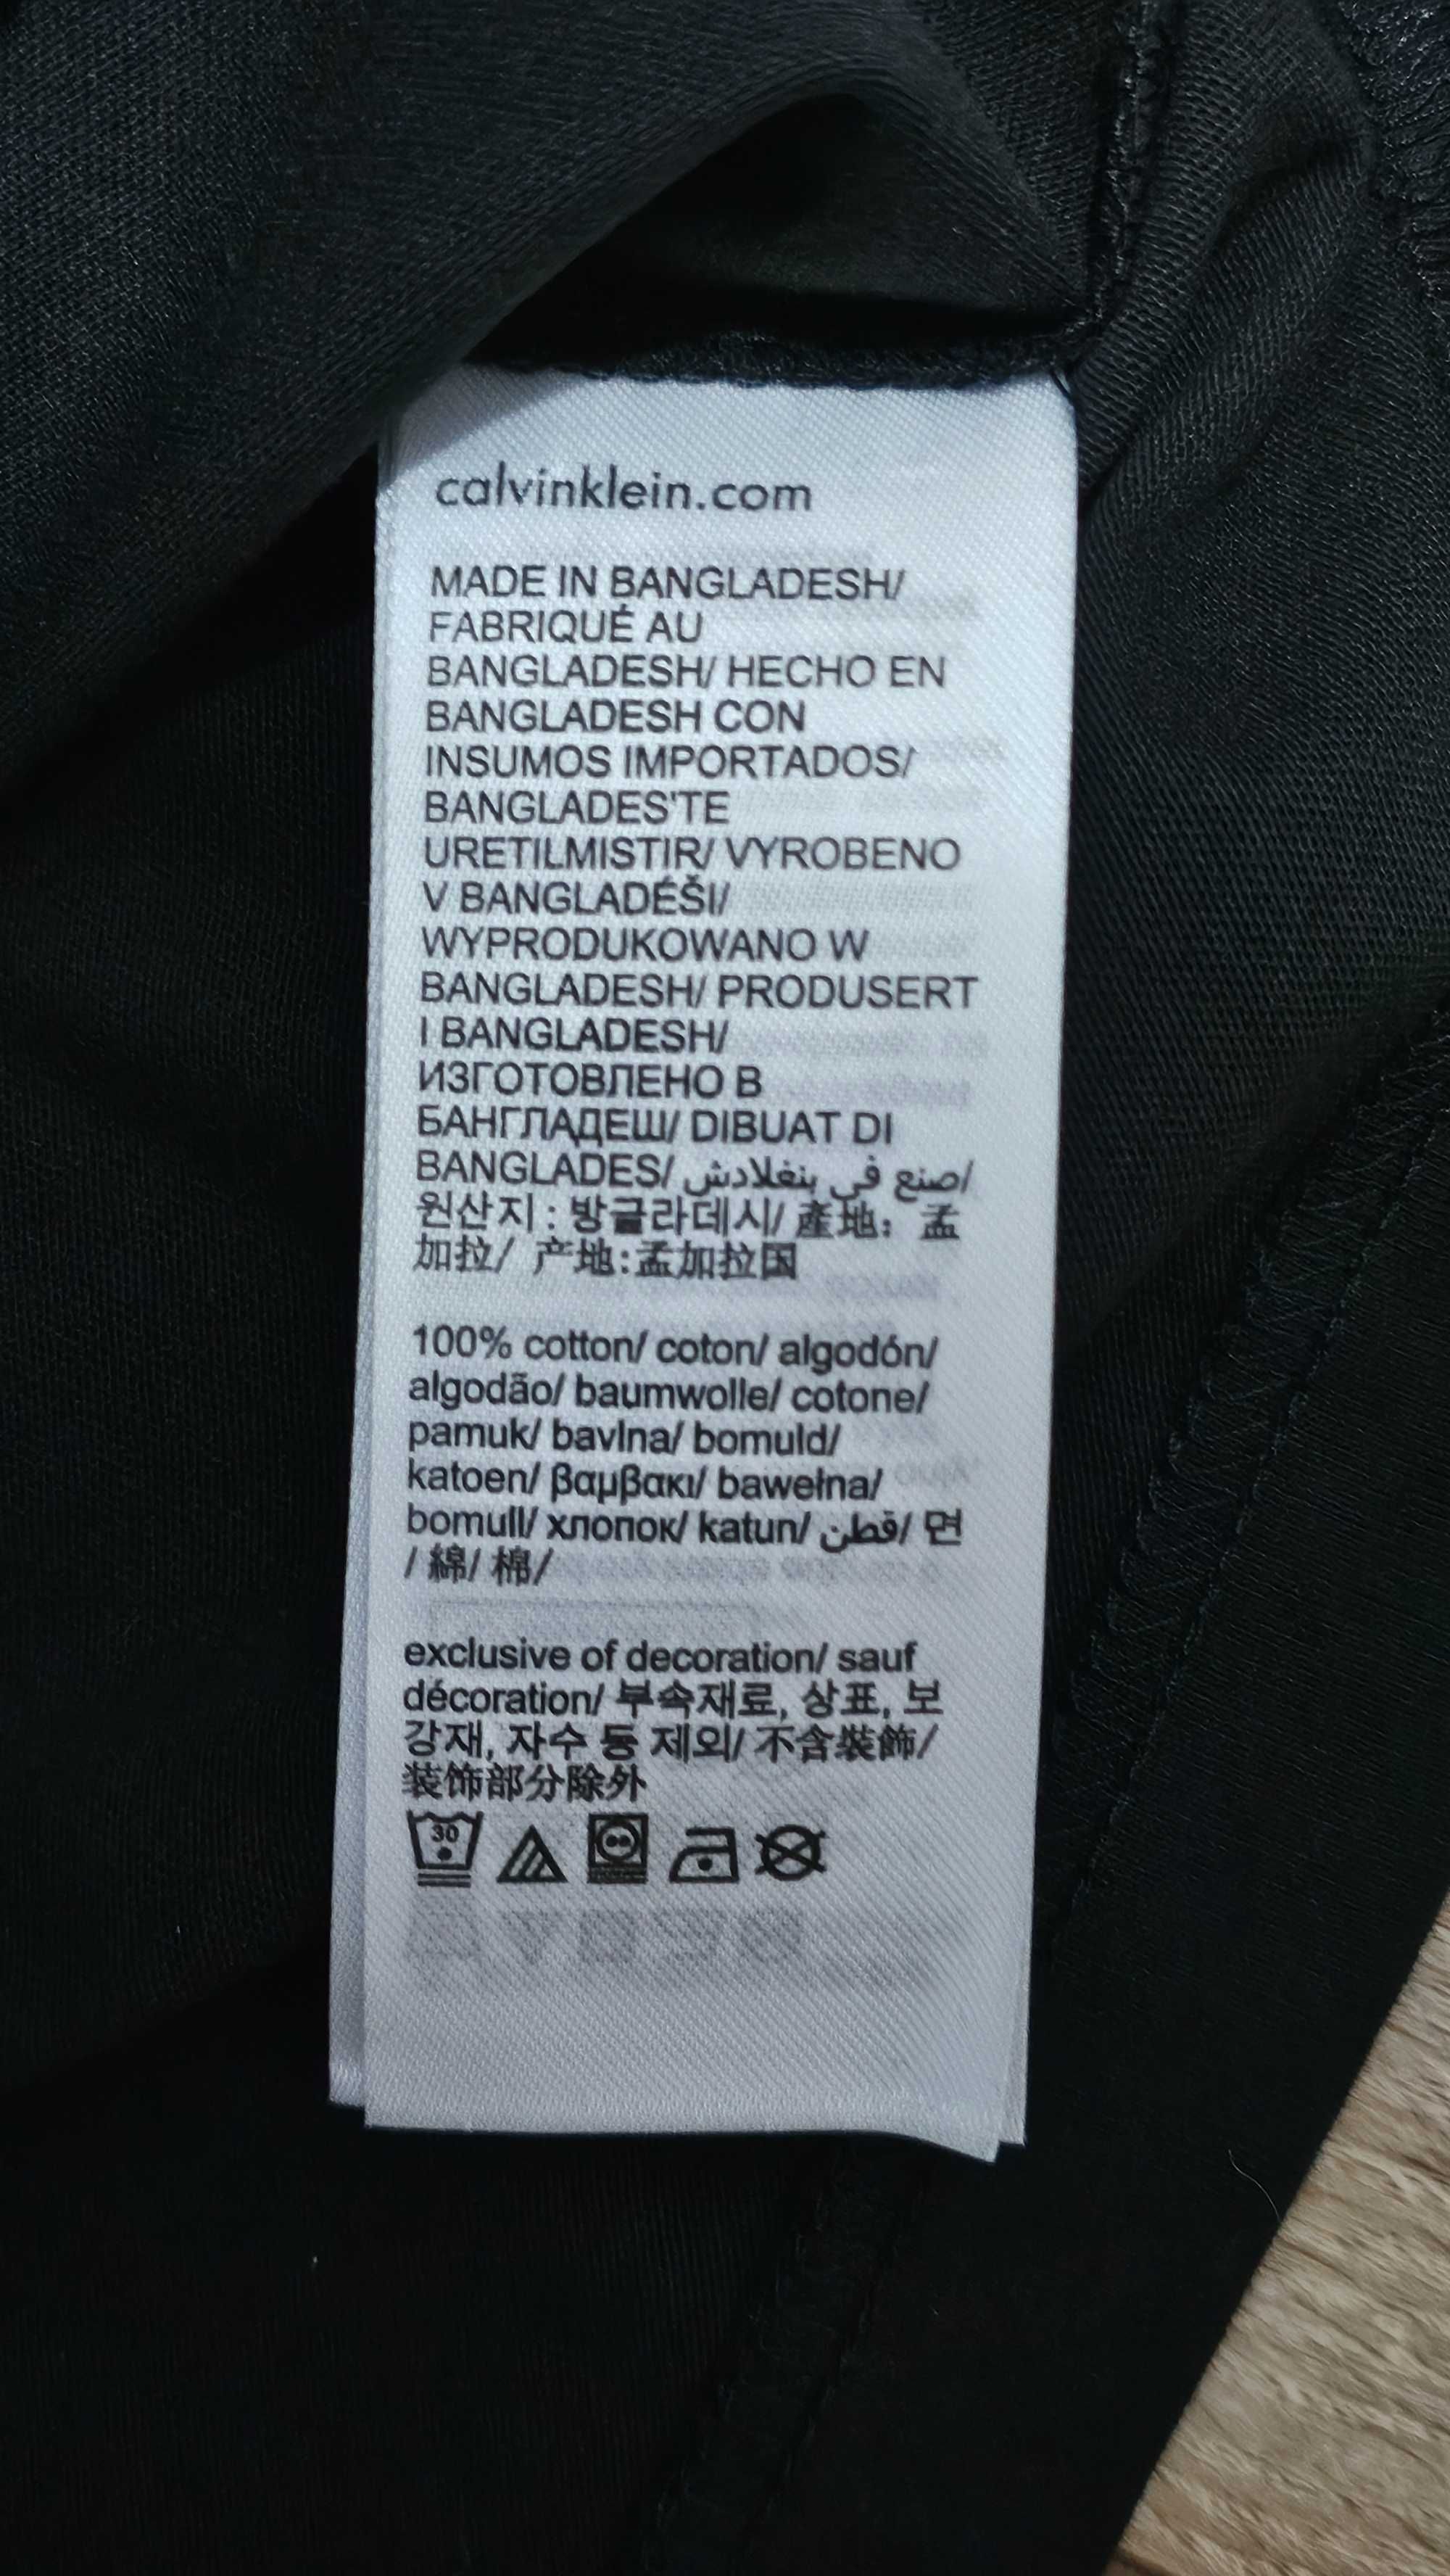 calvinklein.com
MADE IN BANGLADESH/
FABRIQUÉ AU
BANGLADESH/ HECHO EN
BANGLADESH CON
INSUMOS IMPORTADOS/
BANGLADES'TE
URETILMISTIR/ VYROBENO
V BANGLADÉŠI/
WYPRODUKOWANO W
BANGLADESH/ PRODUSERT
I BANGLADESH/
ИЗГОТОВЛЕНО В
БАНГЛАДЕШ/ DIBUAT DI
BANGLADES/ صنع في بنغلادش/
원산지 : 방글라데시/ 產地：孟
加拉/ 产地:孟加拉国
100% cotton/ coton/ algodón/
algodão/ baumwolle/ cotone/
pamuk/ bavlna/ bomuld/
katoen/ βαμβακι/ bawełna/
bomull/ хлопок/ katun/ قطن/ 면
/ 綿/ 棉/
exclusive of decoration/ sauf
décoration/ 부속재료, 상표, 보
강재, 자수 등 제외/ 不含裝飾/
装饰部分除外
30